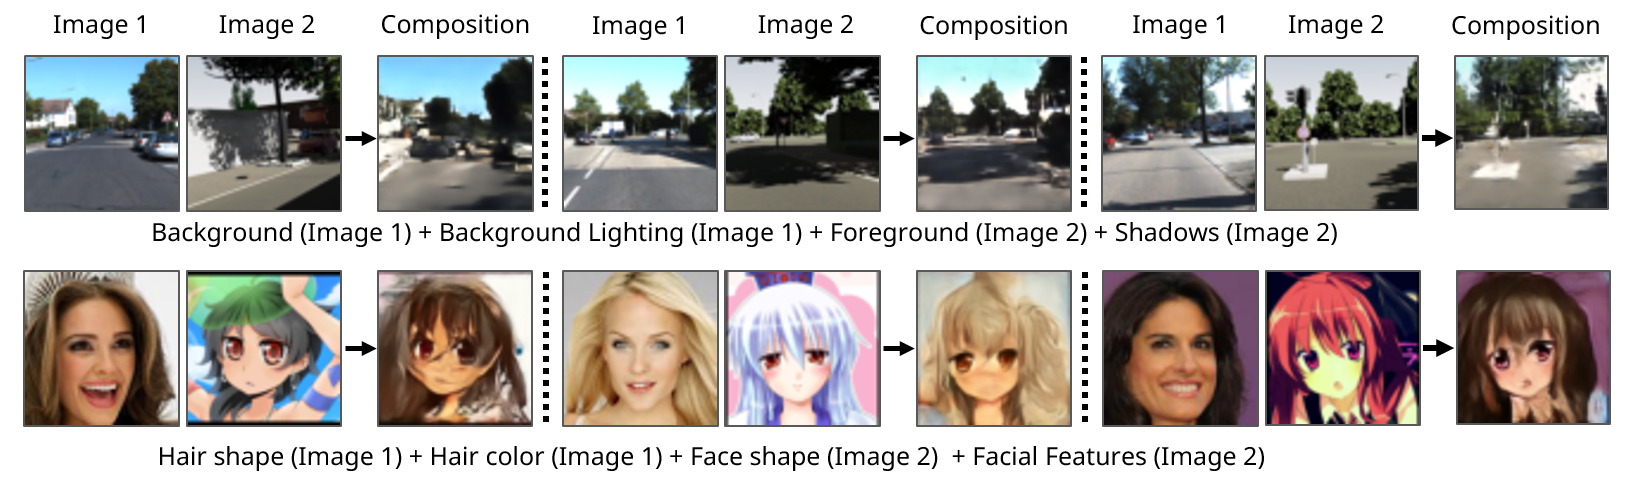 Image 1 Image 2 Composition Image 1 Image 2 Composition Image 1 Image 2 Composition
Background (Image 1) + Background Lighting (Image 1) + Foreground (Image 2) + Shadows (Image 2)
Hair shape (Image 1) + Hair color (Image 1) + Face shape (Image 2) + Facial Features (Image 2)